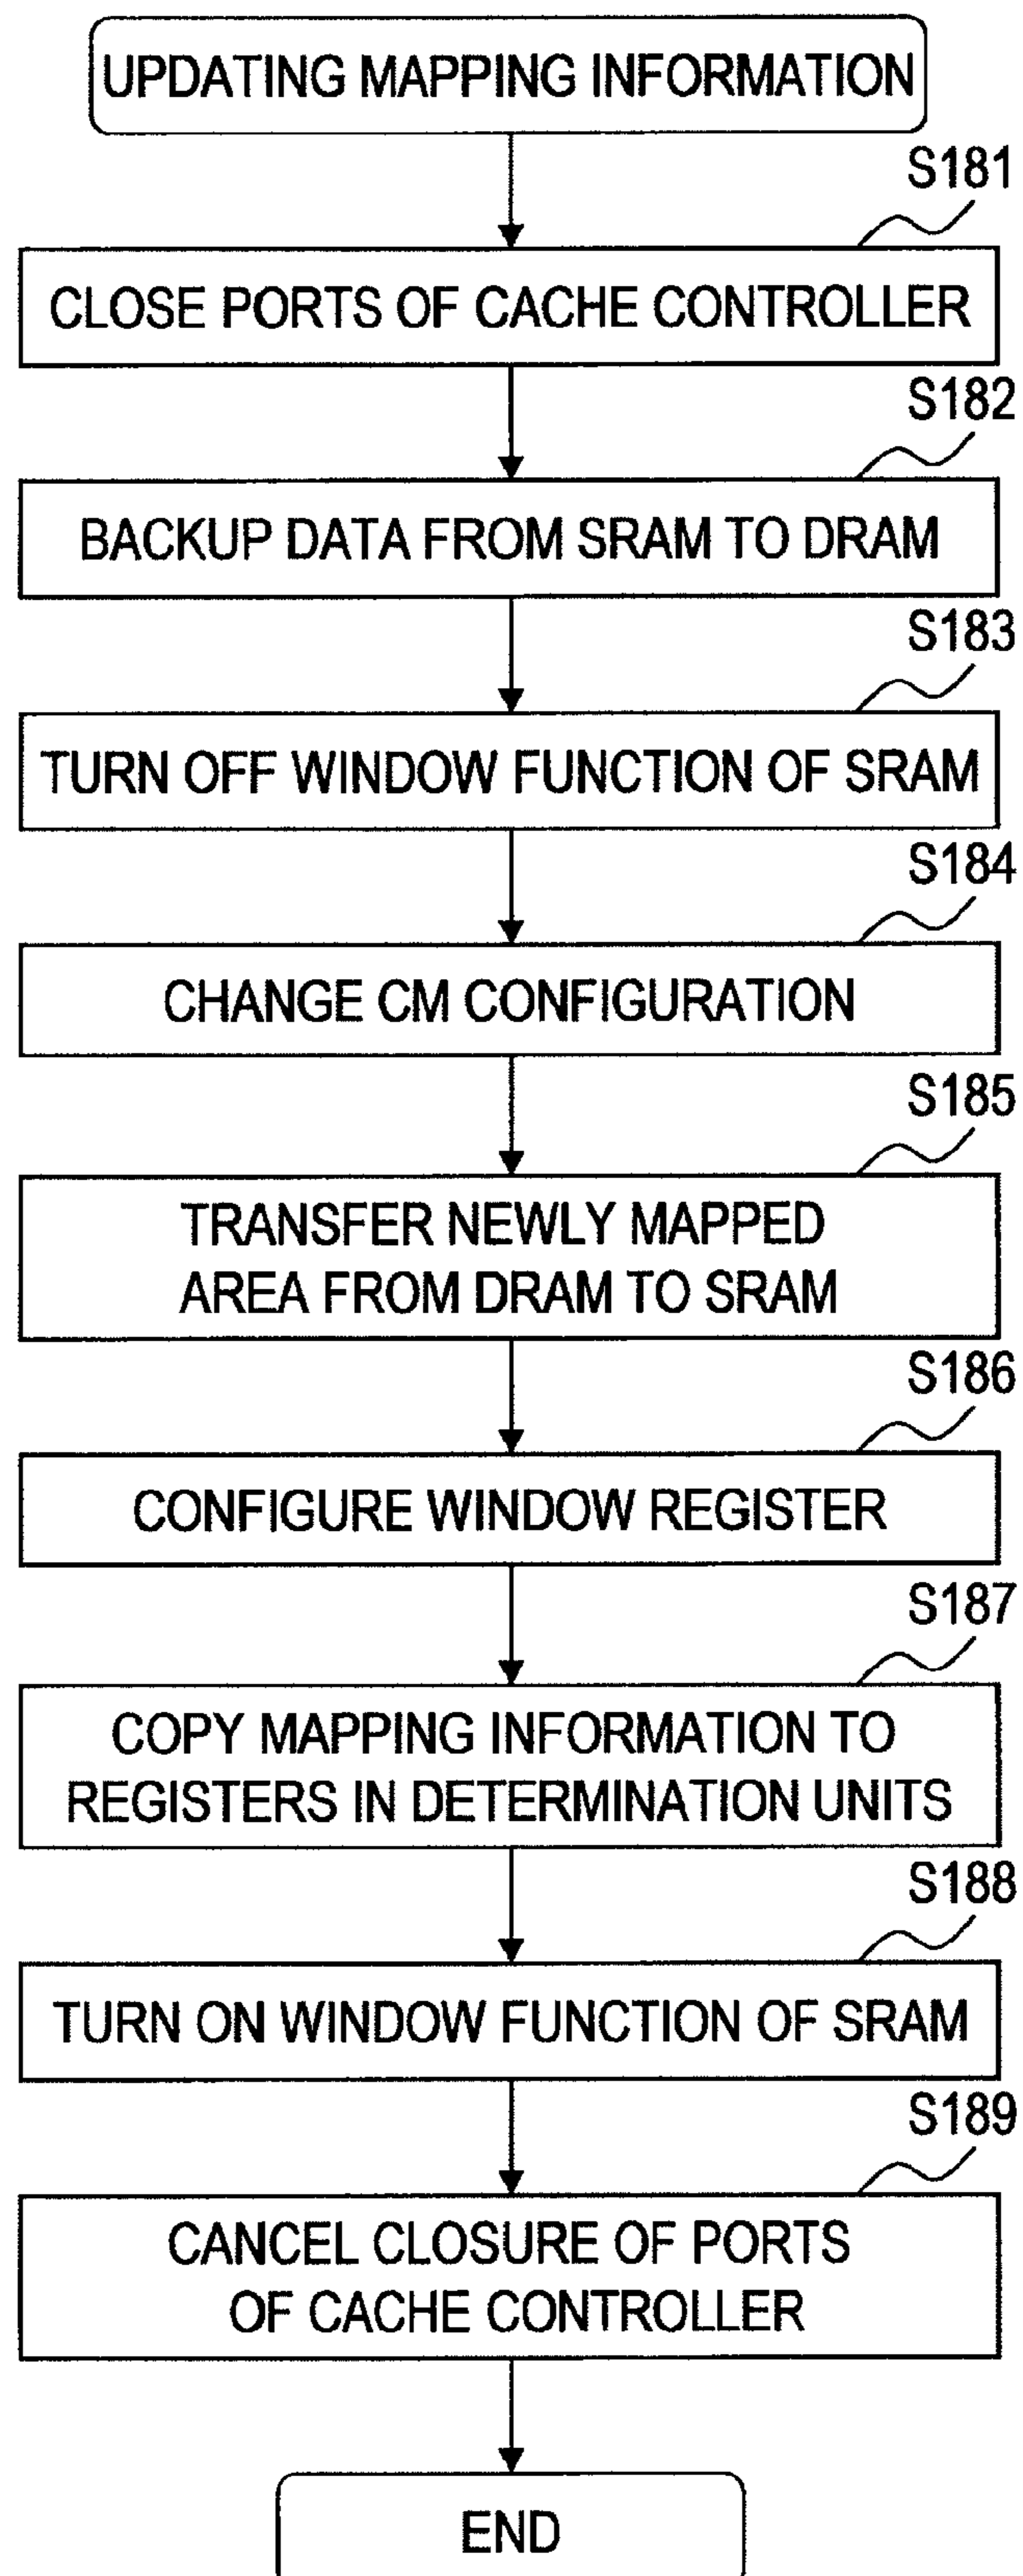 UPDATING MAPPING INFORMATION
S181
CLOSE PORTS OF CACHE CONTROLLER
S182
BACKUP DATA FROM SRAM TO DRAM
S183
TURN OFF WINDOW FUNCTION OF SRAM
S184
CHANGE CM CONFIGURATION
S185
TRANSFER NEWLY MAPPED
AREA FROM DRAM TO SRAM
S186
CONFIGURE WINDOW REGISTER
S187
COPY MAPPING INFORMATION TO
REGISTERS IN DETERMINATION UNITS
S188
TURN ON WINDOW FUNCTION OF SRAM
S189
CANCEL CLOSURE OF PORTS
OF CACHE CONTROLLER
END